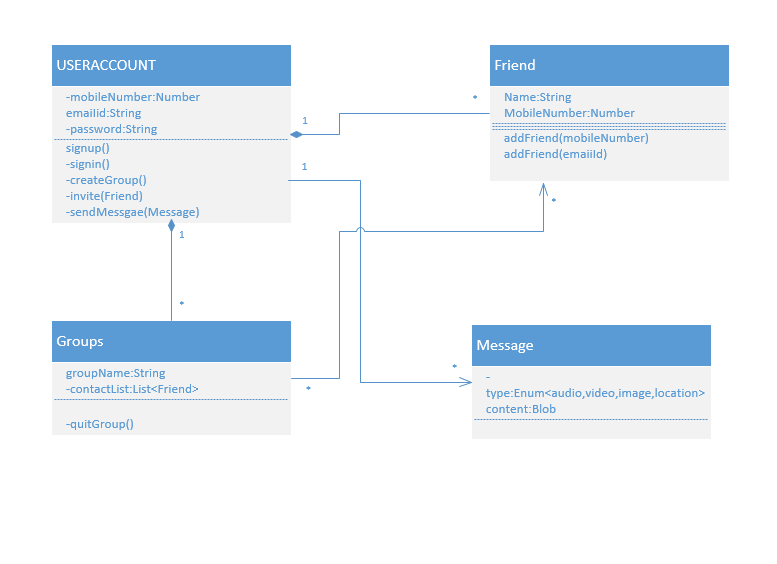 USERACCOUNT
-mobileNumber:Number
emailid:String
-password:String
signup()
-signin()
-createGroup()
-invite(Friend)
-sendMessgae(Message)
1
1
1
*
*
Friend
Name:String
MobileNumber:Number
addFriend(mobileNumber)
addFriend(emaiId)
*
Groups
groupName:String
-contactList:List<Friend>
-quitGroup()
*
*
Message
-
type:Enum<audio,video,image,location>
content:Blob